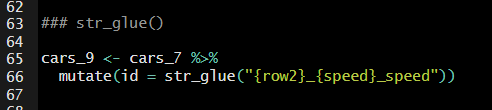 62
63 ### str_glue()
64
65 cars_9 <- cars_7 %>%
66 mutate(id = str_glue("{row2}_{speed}_speed"))
67